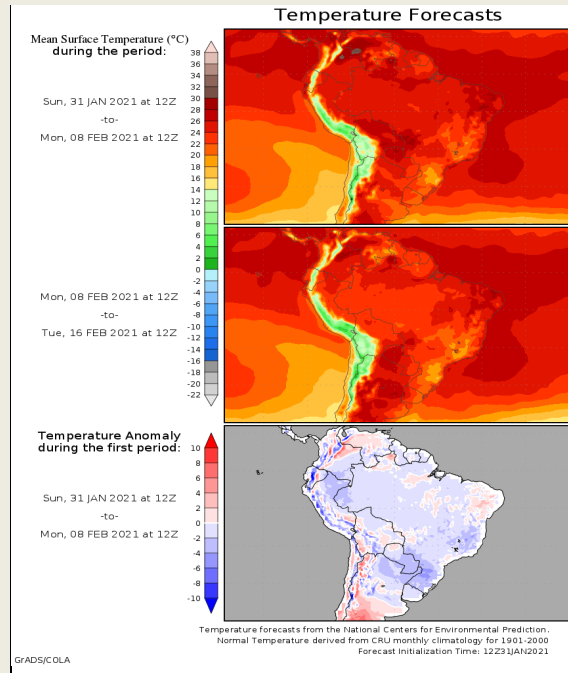 Temperature Forecasts
Mean Surface Temperature (°C)
during the period:
Sun, 31 JAN 2021 at 12Z
-to-
Mon, 08 FEB 2021 at 12Z
38
36
34
32
30
28
26
24
22
20
18
16
14
12
10
8
6
4
2
0
-2
-4
-6
-8
-10
-12
-14
-16
-18
-20
-22
Mon, 08 FEB 2021 at 12Z
-to-
Tue, 16 FEB 2021 at 12Z
Temperature Anomaly
during the first period:
Sun, 31 JAN 2021 at 12Z
-to-
Mon, 08 FEB 2021 at 12Z
10
8
6
4
2
0
-2
-4
-6
-8
-10
Temperature forecasts from the National Centers for Environmental Prediction.
Normal Temperature derived from CRU monthly climatology for 1901-2000
Forecast Initialization Time: 12Z31JAN2021
GrADS/COLA